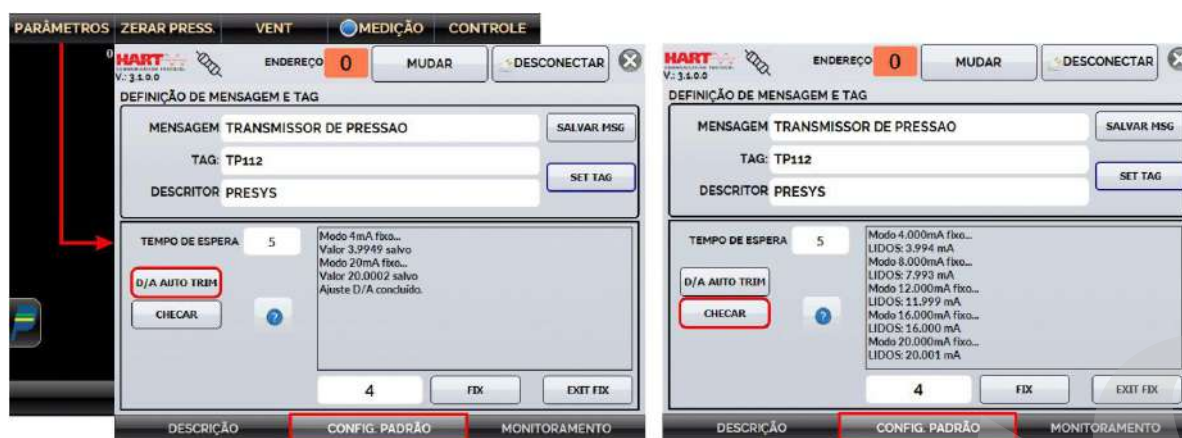 PARÂMETROS ZERAR PRESS. VENT MEDIÇÃO CONTROLE
0
HART
V.: 3.1.0.0
ENDEREÇO 0 MUDAR DESCONECTAR
DEFINIÇÃO DE MENSAGEM E TAG
MENSAGEM TRANSMISSOR DE PRESSAO SALVAR MSG
TAG: TP112
SET TAG
DESCRITOR PRESYS
TEMPO DE ESPERA 5
D/A AUTO TRIM
CHECAR
Modo 4mA fixo...
Valor 3.9949 salvo
Modo 20mA fixo...
Valor 20.0002 salvo
Ajuste D/A concluído.
4 FIX EXIT FIX
DESCRIÇÃO CONFIG. PADRÃO MONITORAMENTO
HART
V.: 3.1.0.0
ENDEREÇO 0 MUDAR DESCONECTAR
DEFINIÇÃO DE MENSAGEM E TAG
MENSAGEM TRANSMISSOR DE PRESSAO SALVAR MSG
TAG: TP112
SET TAG
DESCRITOR PRESYS
TEMPO DE ESPERA 5
D/A AUTO TRIM
CHECAR
Modo 4.000mA fixo...
LIDOS: 3.994 mA
Modo 8.000mA fixo...
LIDOS: 7.993 mA
Modo 12.000mA fixo...
LIDOS: 11.999 mA
Modo 16.000mA fixo...
LIDOS: 16.000 mA
Modo 20.000mA fixo...
LIDOS: 20.001 mA
4 FIX EXIT FIX
DESCRIÇÃO CONFIG. PADRÃO MONITORAMENTO